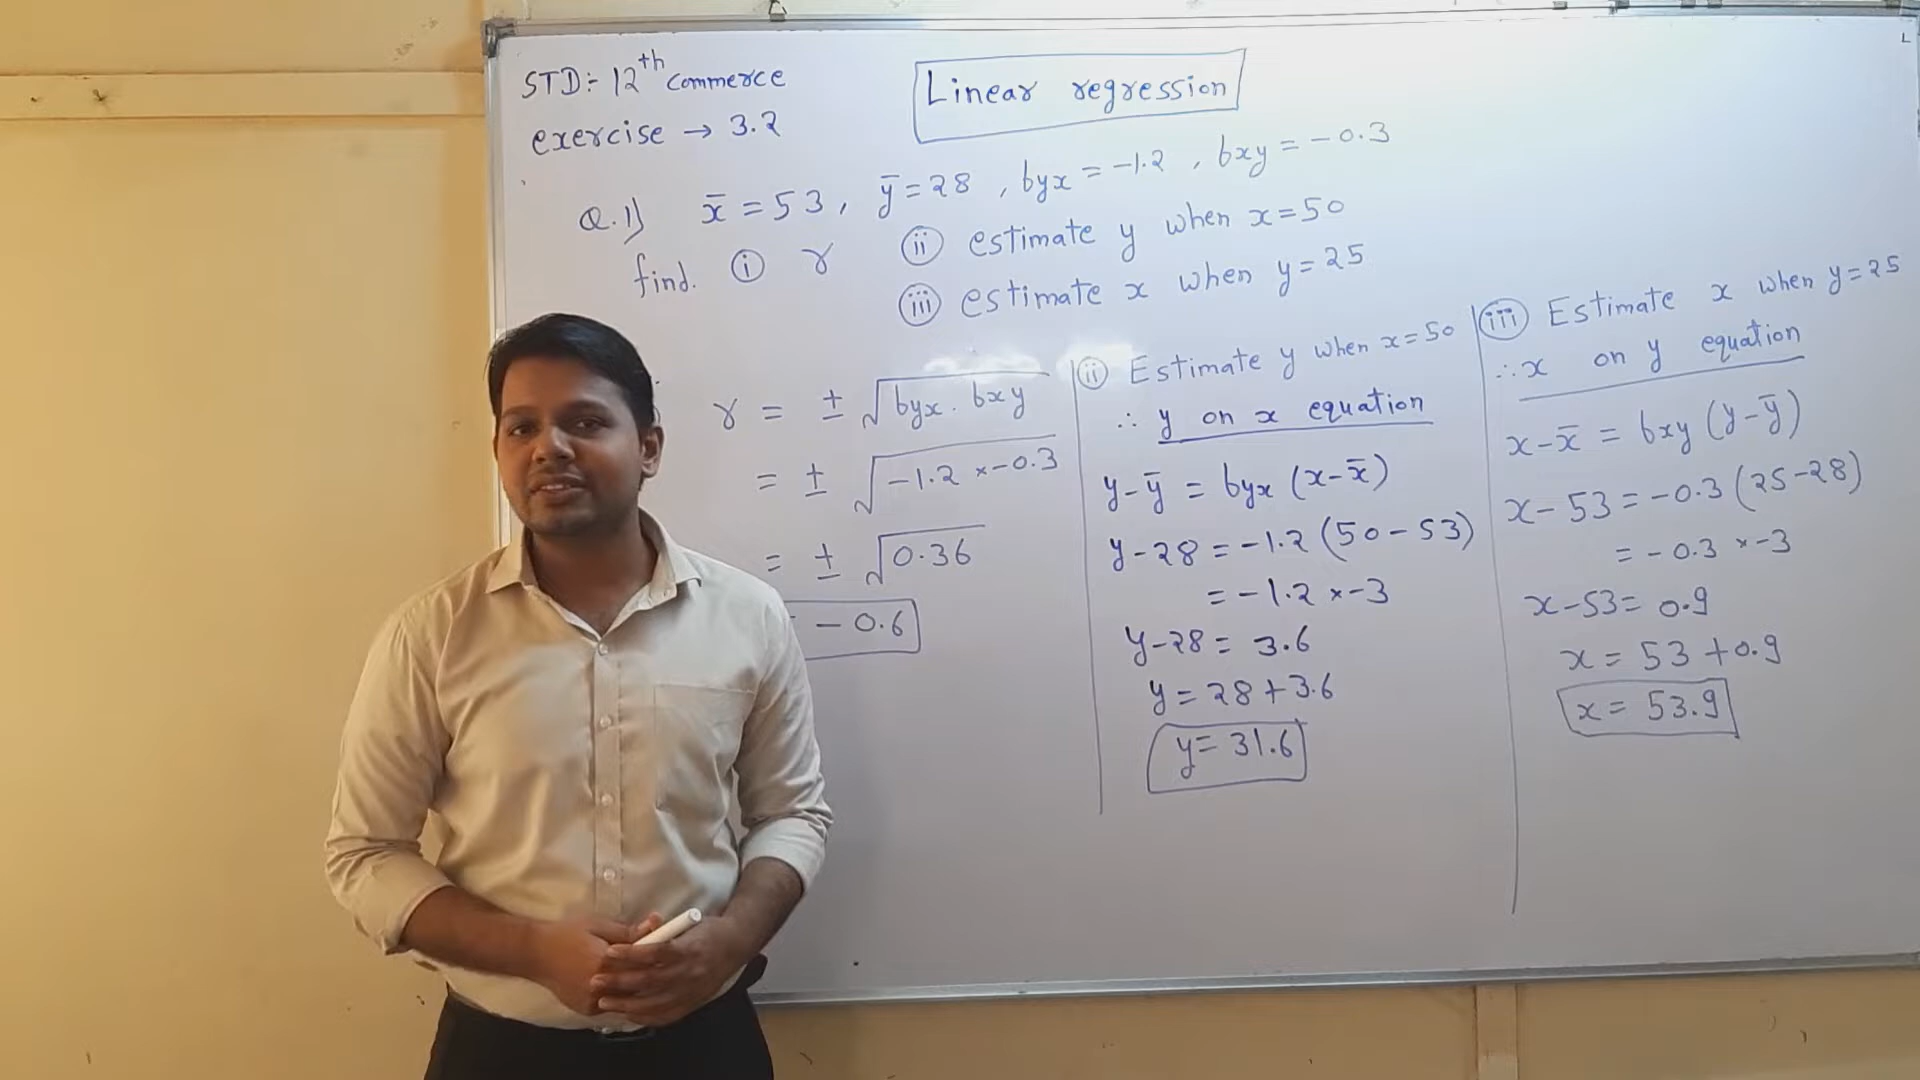 STD:- 12th commerce
exercise → 3.2
Linear regression
Q.1) x̄ = 53, ȳ = 28, byx = -1.2, bxy = -0.3
find. (i) r (ii) estimate y when x = 50
(iii) estimate x when y = 25
r = ± √byx . bxy
= ± √-1.2 × -0.3
= ± √0.36
- 0.6
(ii) Estimate y when x = 50
∴ y on x equation
y - ȳ = byx (x - x̄)
y - 28 = -1.2 (50 - 53)
= -1.2 × -3
y - 28 = 3.6
y = 28 + 3.6
y = 31.6
(iii) Estimate x when y = 25
∴ x on y equation
x - x̄ = bxy (y - ȳ)
x - 53 = -0.3 (25 - 28)
= -0.3 × -3
x - 53 = 0.9
x = 53 + 0.9
x = 53.9